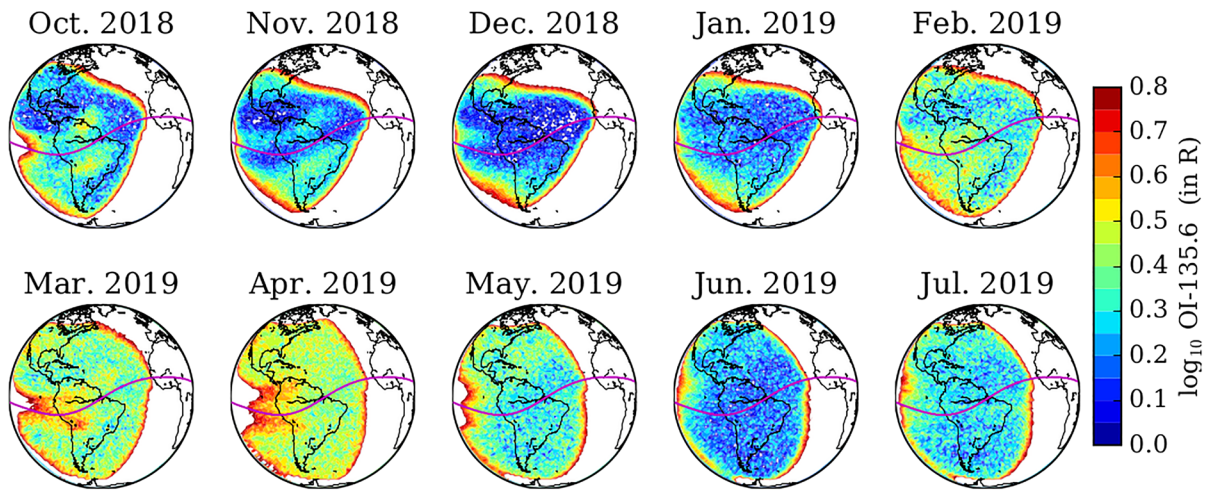 Oct. 2018
Nov. 2018
Dec. 2018
Jan. 2019
Feb. 2019
Mar. 2019
Apr. 2019
May. 2019
Jun. 2019
Jul. 2019
0.8
0.7
0.6
0.5
0.4
0.3
0.2
0.1
0.0
log₁₀ OI-135.6 (in R)